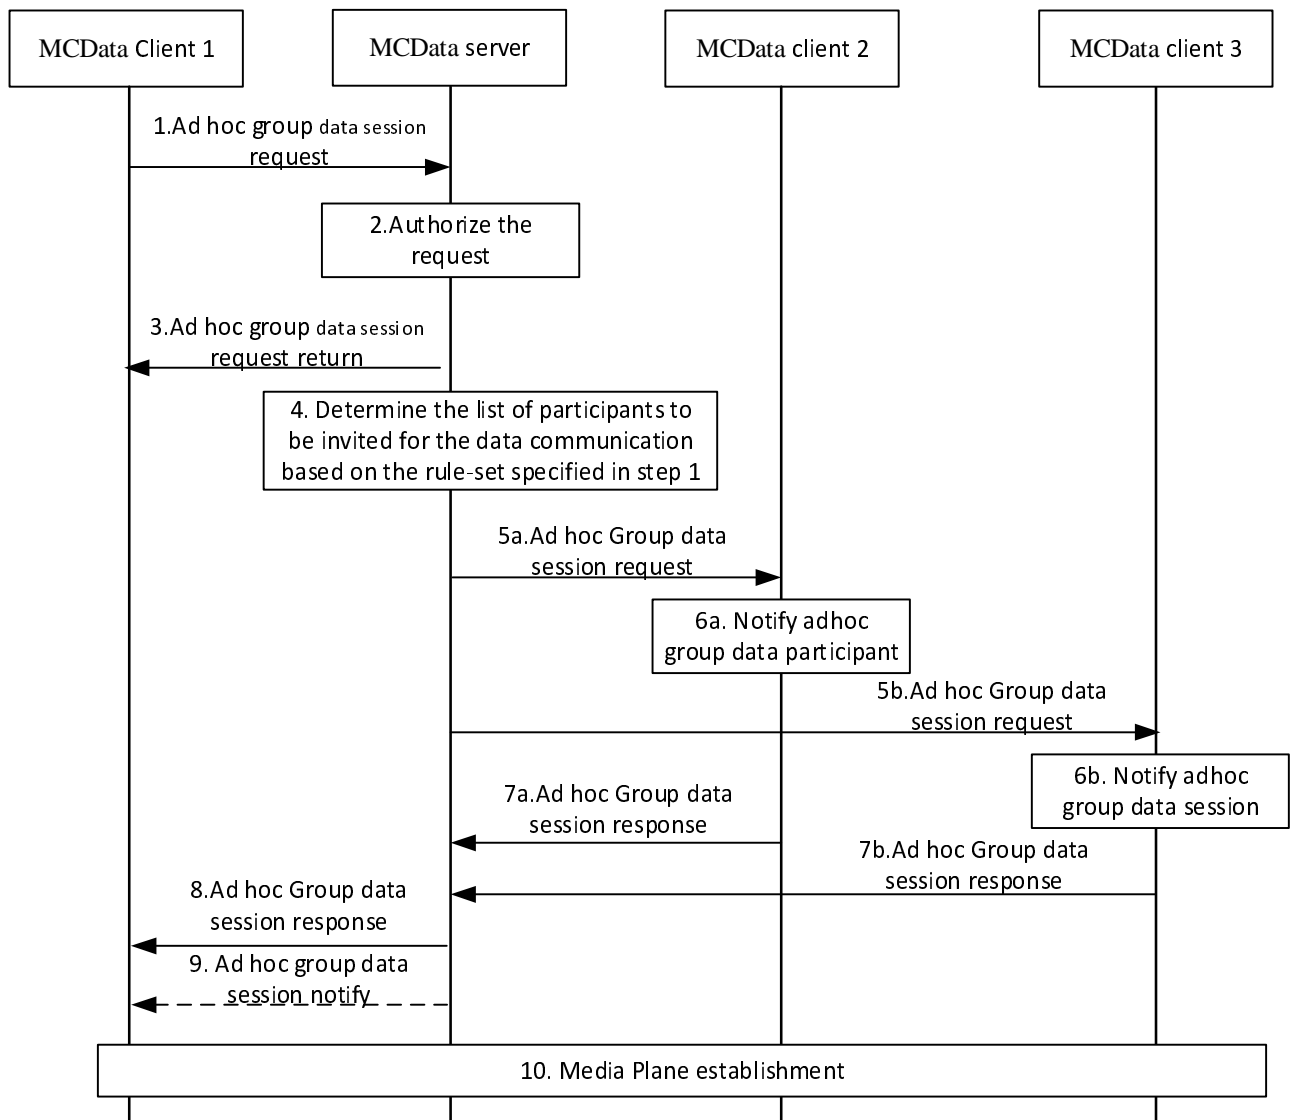 MCData Client 1
MCData server
MCData client 2
MCData client 3
1.Ad hoc group data session
request
2.Authorize the
request
3.Ad hoc group data session
request return
4. Determine the list of participants to
be invited for the data communication
based on the rule-set specified in step 1
5a.Ad hoc Group data
session request
6a. Notify adhoc
group data participant
5b.Ad hoc Group data
session request
6b. Notify adhoc
group data session
7a.Ad hoc Group data
session response
7b.Ad hoc Group data
session response
8.Ad hoc Group data
session response
9. Ad hoc group data
session notify
10. Media Plane establishment